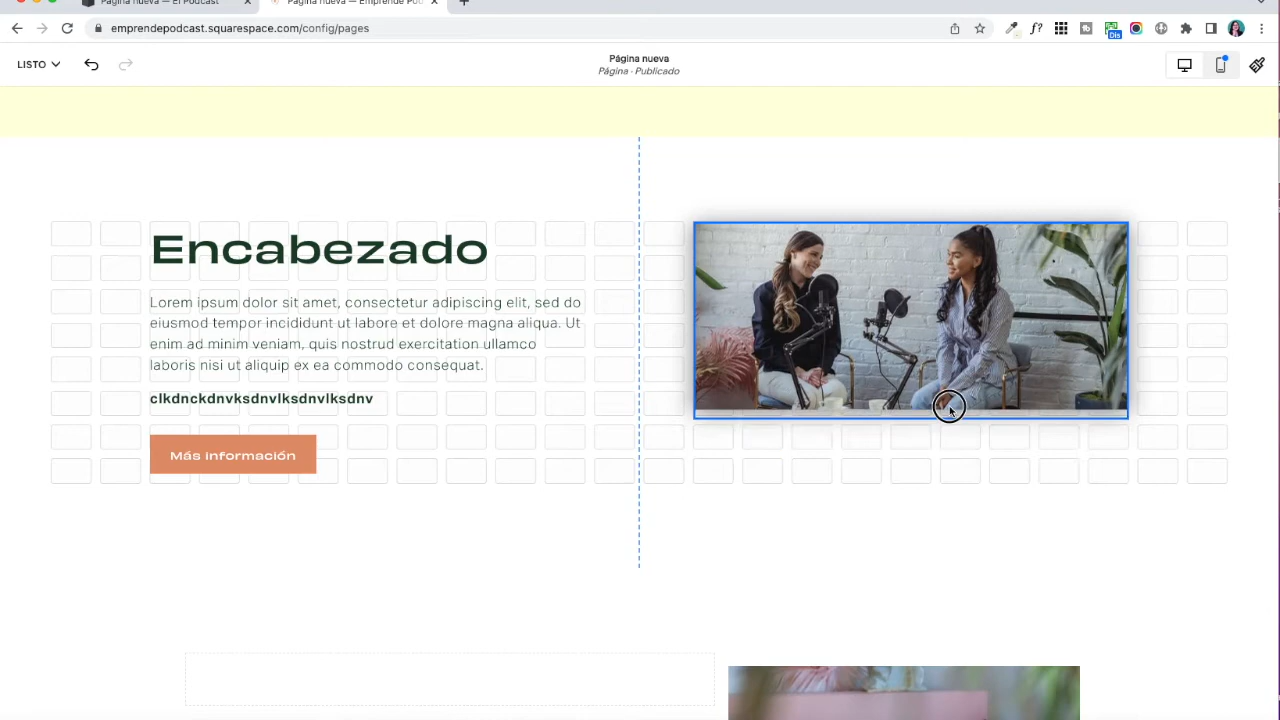 Página nueva — El Podcast
Página nueva — Emprende Po
emprendepodcast.squarespace.com/config/pages
f?
Dis
LISTO
Página nueva
Página · Publicado
Encabezado
Lorem ipsum dolor sit amet, consectetur adipiscing elit, sed do
eiusmod tempor incididunt ut labore et dolore magna aliqua. Ut
enim ad minim veniam, quis nostrud exercitation ullamco
laboris nisi ut aliquip ex ea commodo consequat.
clkdnckdnvksdnvlksdnvlksdnv
Más información